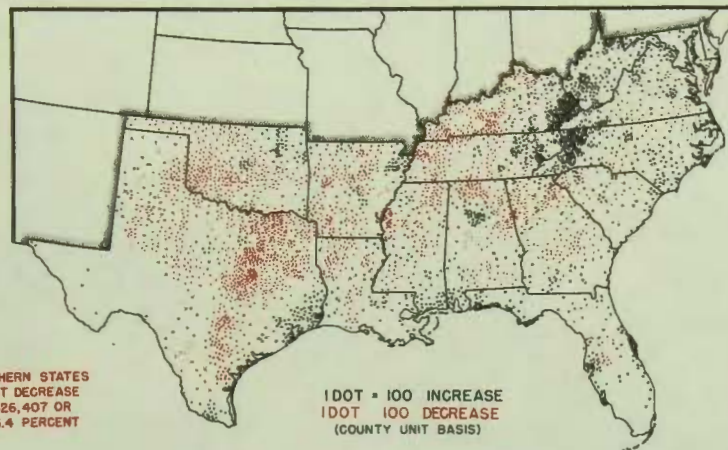 HERN STATES
T DECREASE
26,407 OR
.4 PERCENT
1 DOT = 100 INCREASE
1 DOT 100 DECREASE
(COUNTY UNIT BASIS)